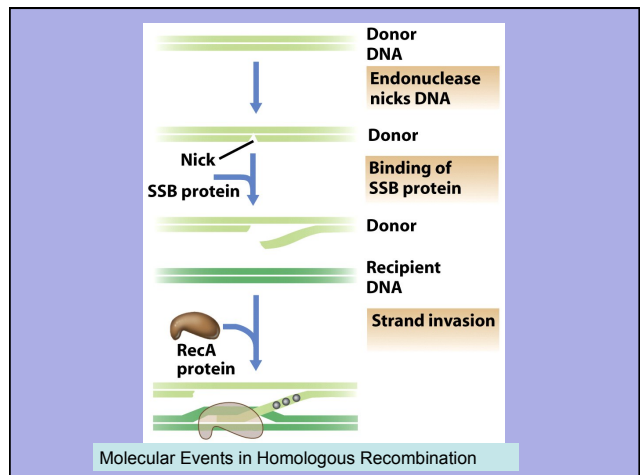 Donor
DNA
Endonuclease
nicks DNA
Donor
Nick
Binding of
SSB protein
SSB protein
Donor
Recipient
DNA
Strand invasion
RecA
protein
Molecular Events in Homologous Recombination